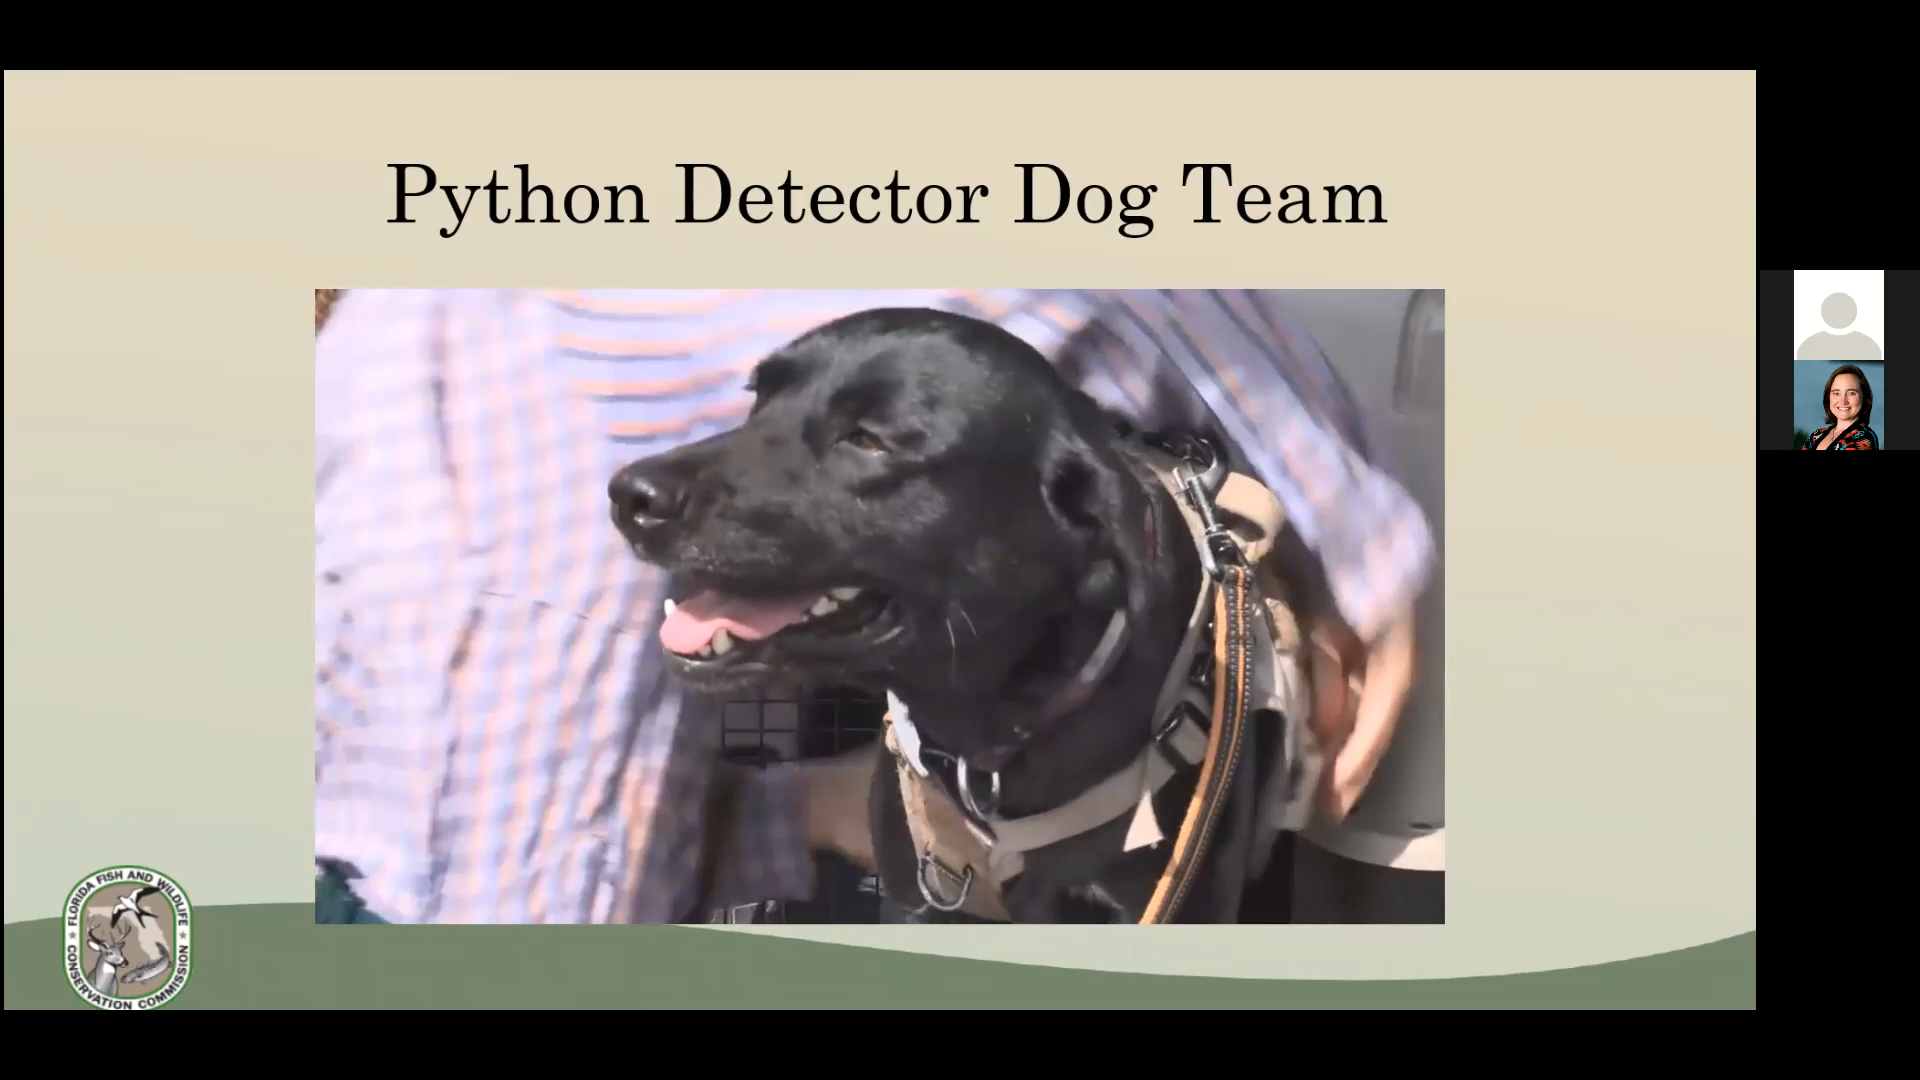 Python Detector Dog Team
FLORIDA FISH AND WILDLIFE
CONSERVATION COMMISSION